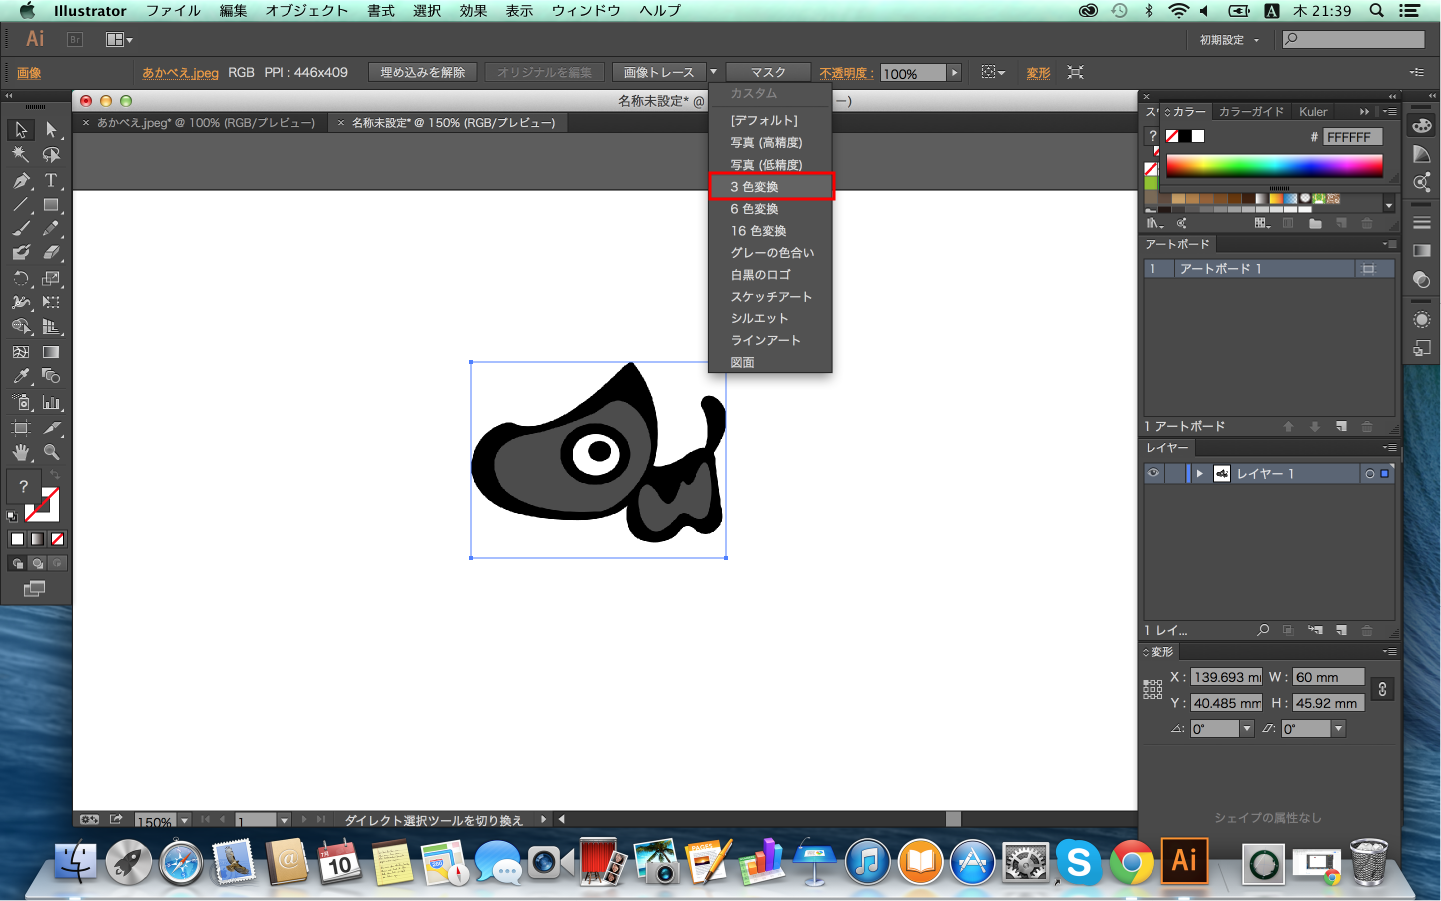 Illustrator ファイル 編集 オブジェクト 書式 選択 効果 表示 ウィンドウ ヘルプ A 木 21:39
Ai Br 初期設定
画像 あかべえ.jpeg RGB PPI : 446x409 埋め込みを解除 オリジナルを編集 画像トレース マスク 不透明度 : 100% 変形
名称未設定* @ ー)
× あかべえ.jpeg* @ 100% (RGB/プレビュー) × 名称未設定* @ 150% (RGB/プレビュー)
カスタム
[デフォルト]
写真 (高精度)
写真 (低精度)
3 色変換
6 色変換
16 色変換
グレーの色合い
白黒のロゴ
スケッチアート
シルエット
ラインアート
図面
T
?
カラー カラーガイド Kuler
? # FFFFFF
アートボード
1 アートボード 1
1 アートボード
レイヤー
レイヤー 1
1 レイ...
変形
X : 139.693 m W : 60 mm
Y : 40.485 mm H : 45.92 mm
0° 0°
シェイプの属性なし
150% 1 ダイレクト選択ツールを切り換え
@ 10 PAGES S Ai